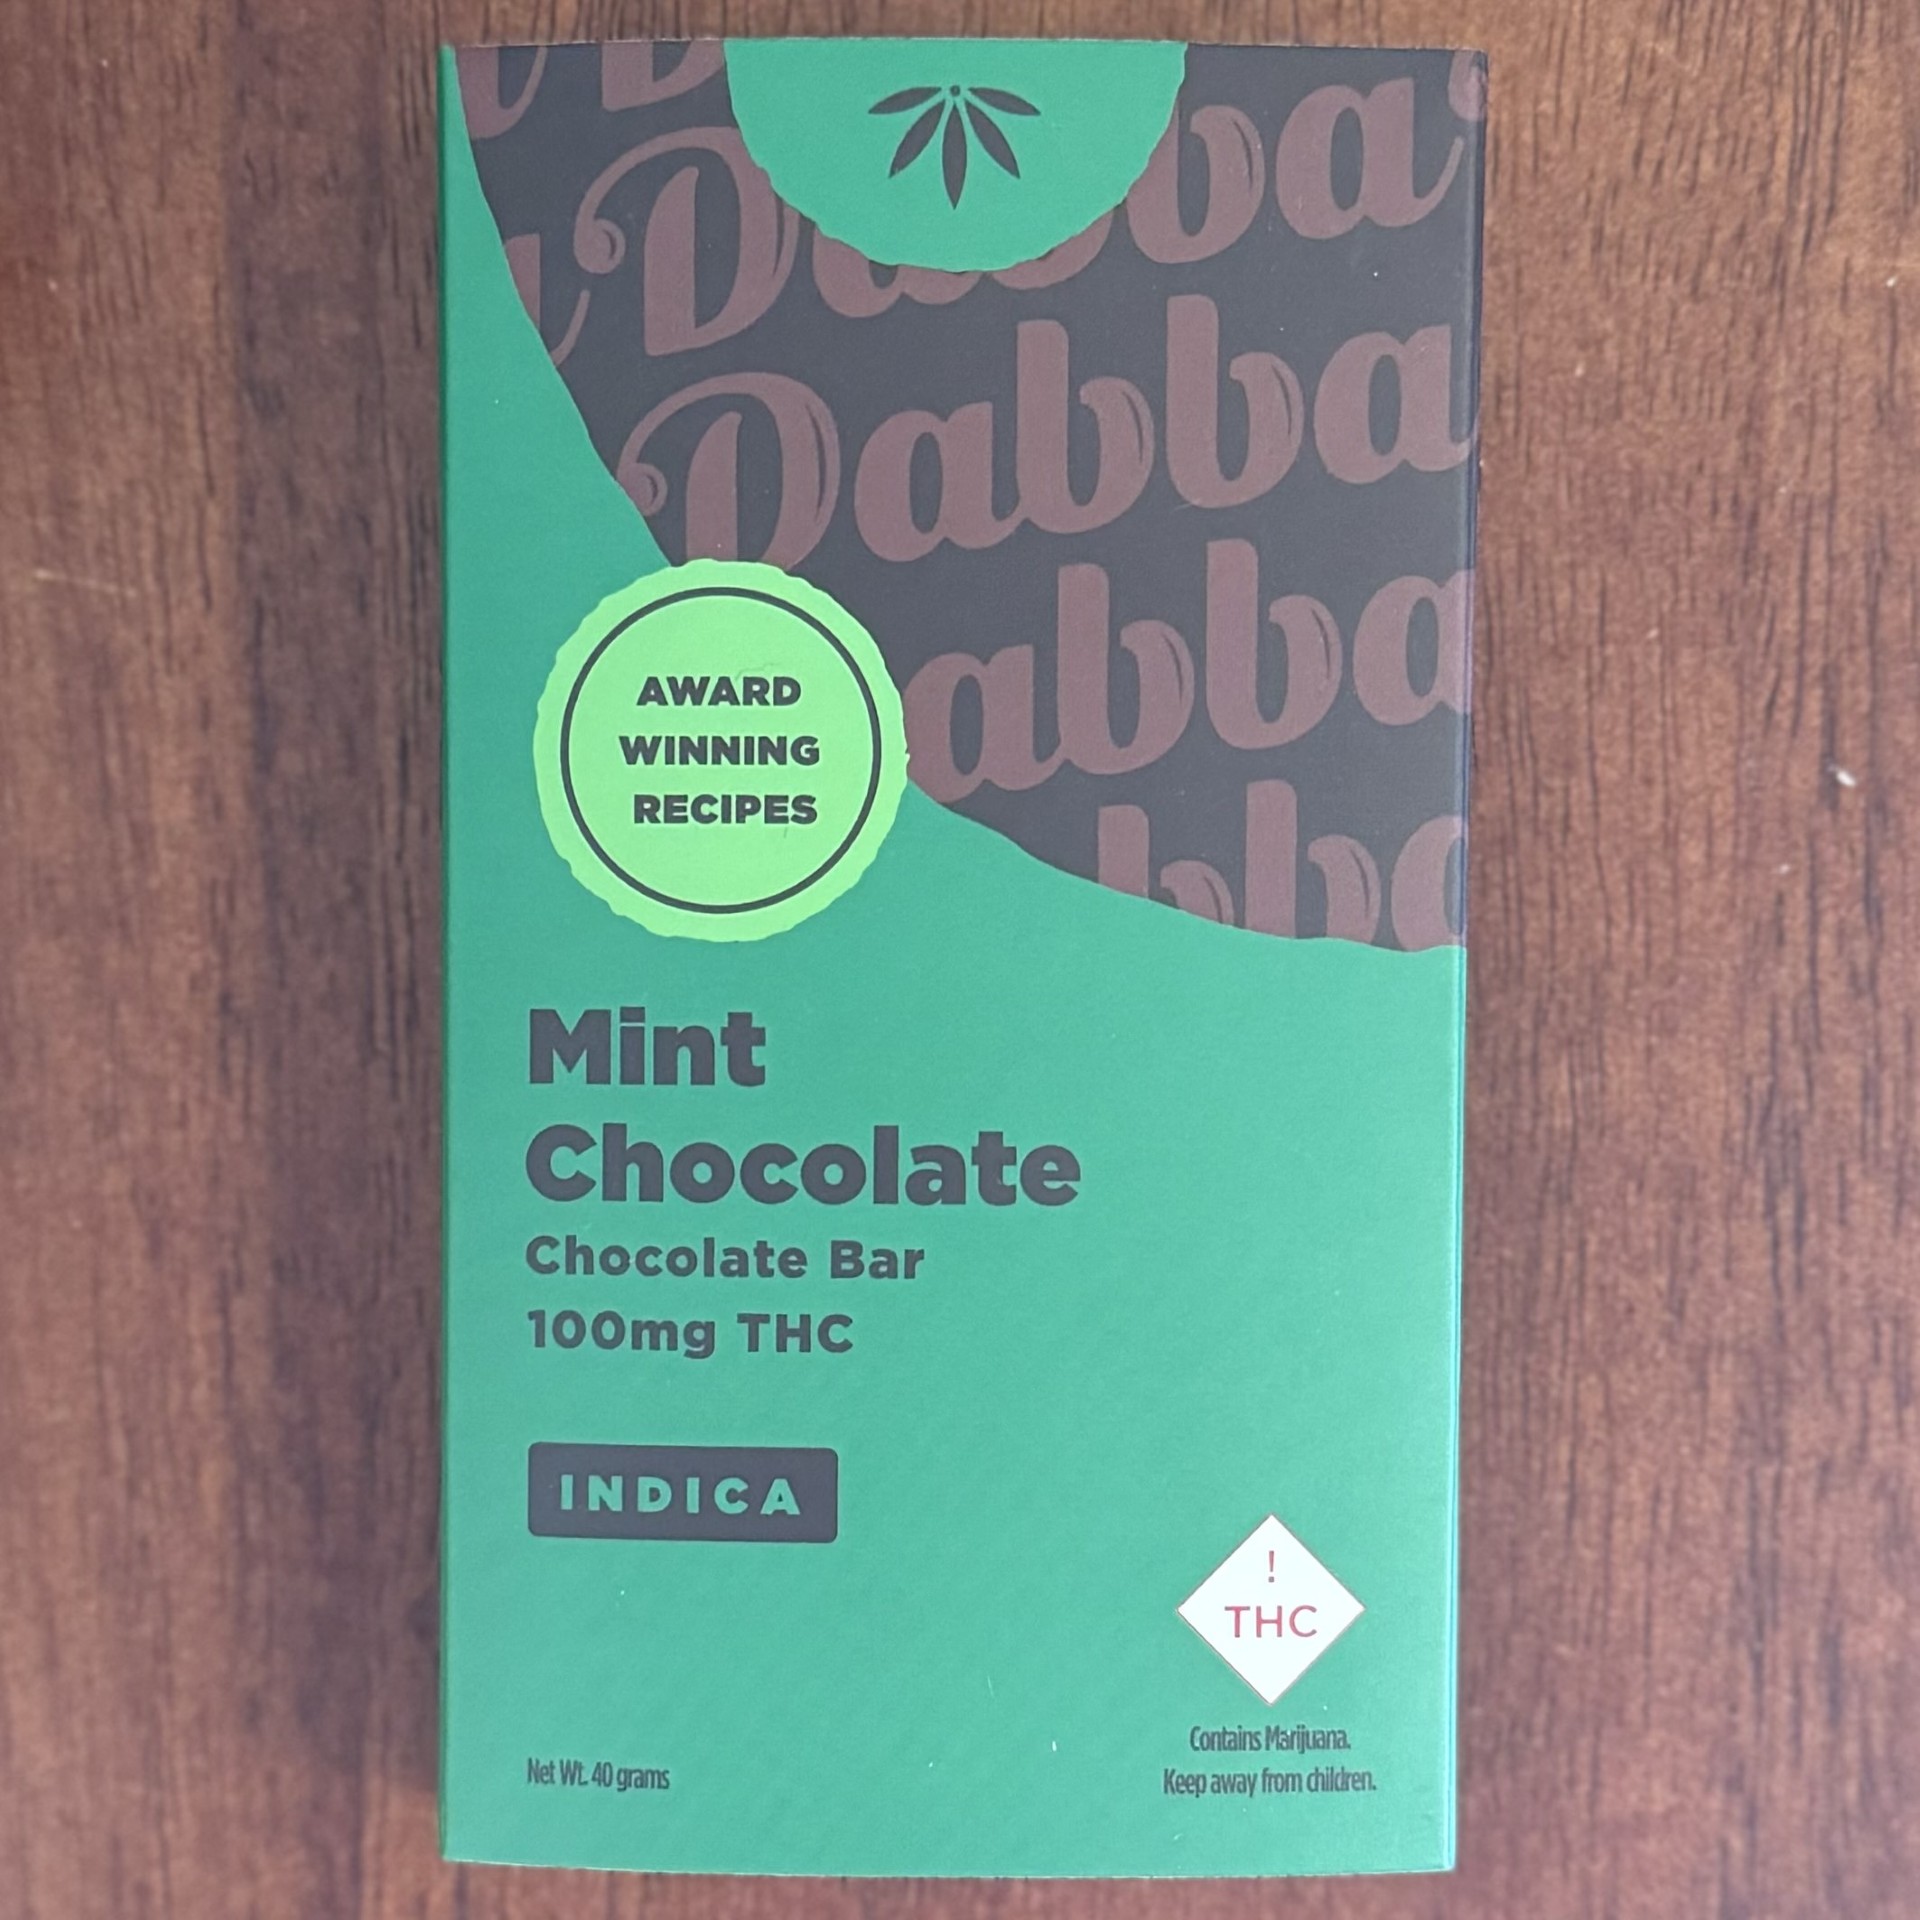 Dabba
Dabba
AWARD
WINNING
RECIPES
Mint
Chocolate
Chocolate Bar
100mg THC
INDICA
!
THC
Contains Marijuana.
Keep away from children.
Net Wt. 40 grams